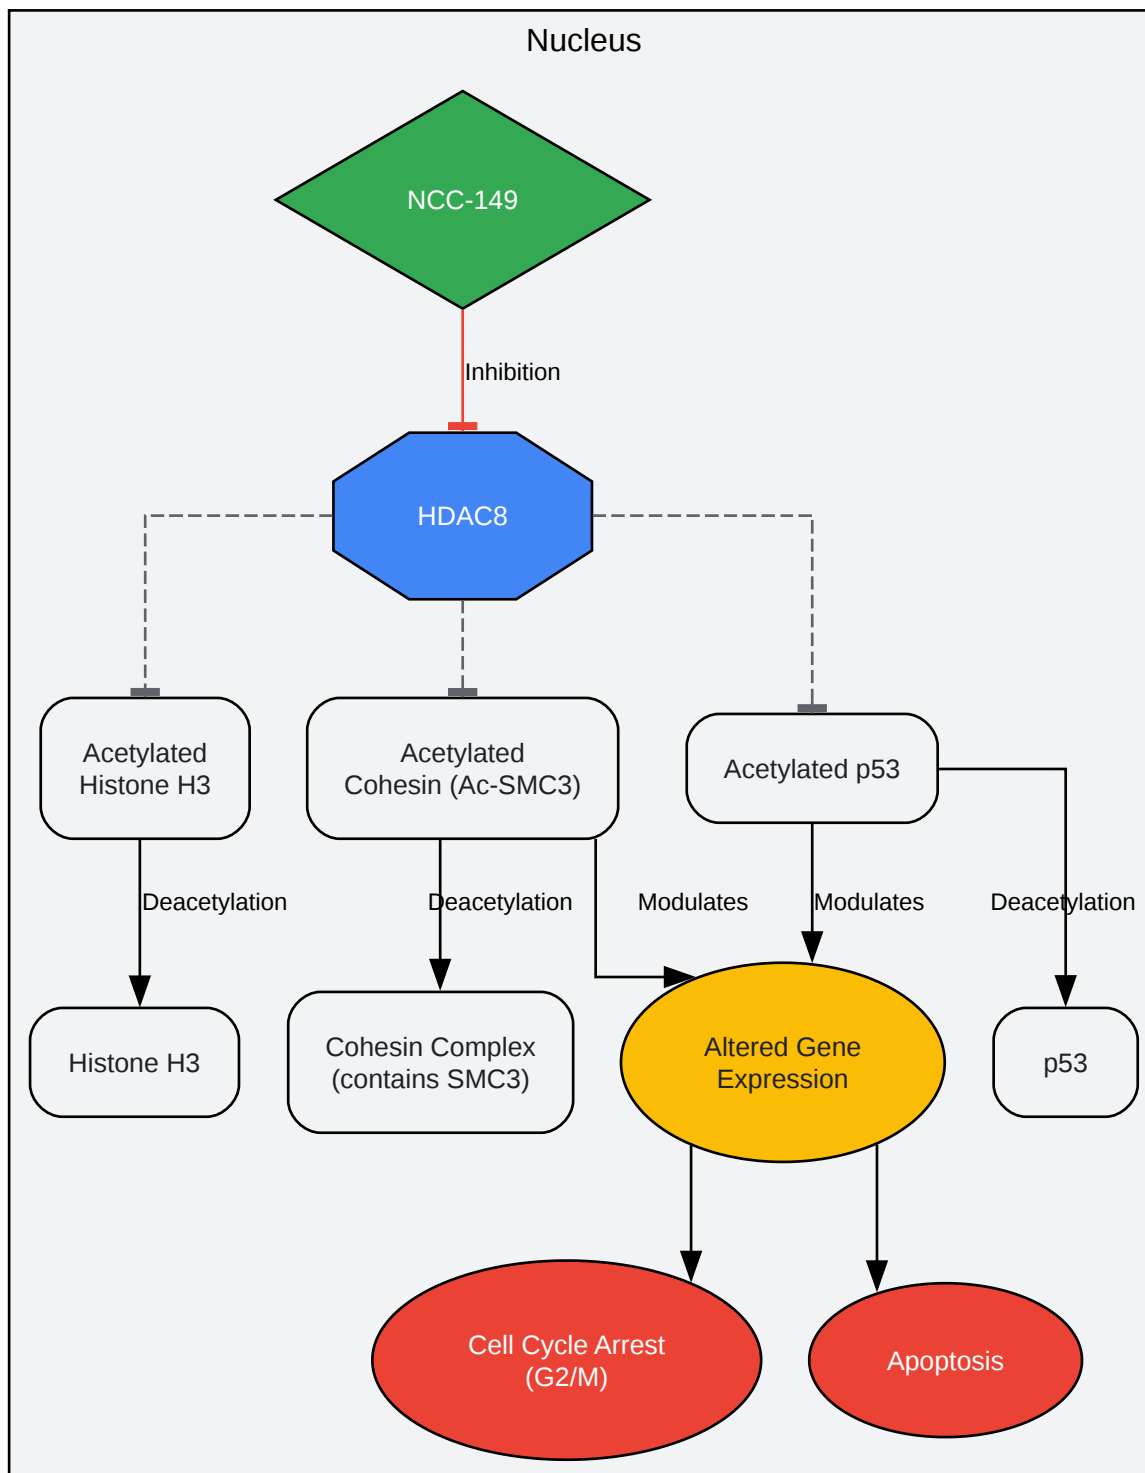 Nucleus
NCC-149
Inhibition
HDAC8
Acetylated
Histone H3
Acetylated
Cohesin (Ac-SMC3)
Acetylated p53
Deacetylation
Deacetylation
Modulates
Modulates
Deacetylation
Histone H3
Cohesin Complex
(contains SMC3)
Altered Gene
Expression
p53
Cell Cycle Arrest
(G2/M)
Apoptosis